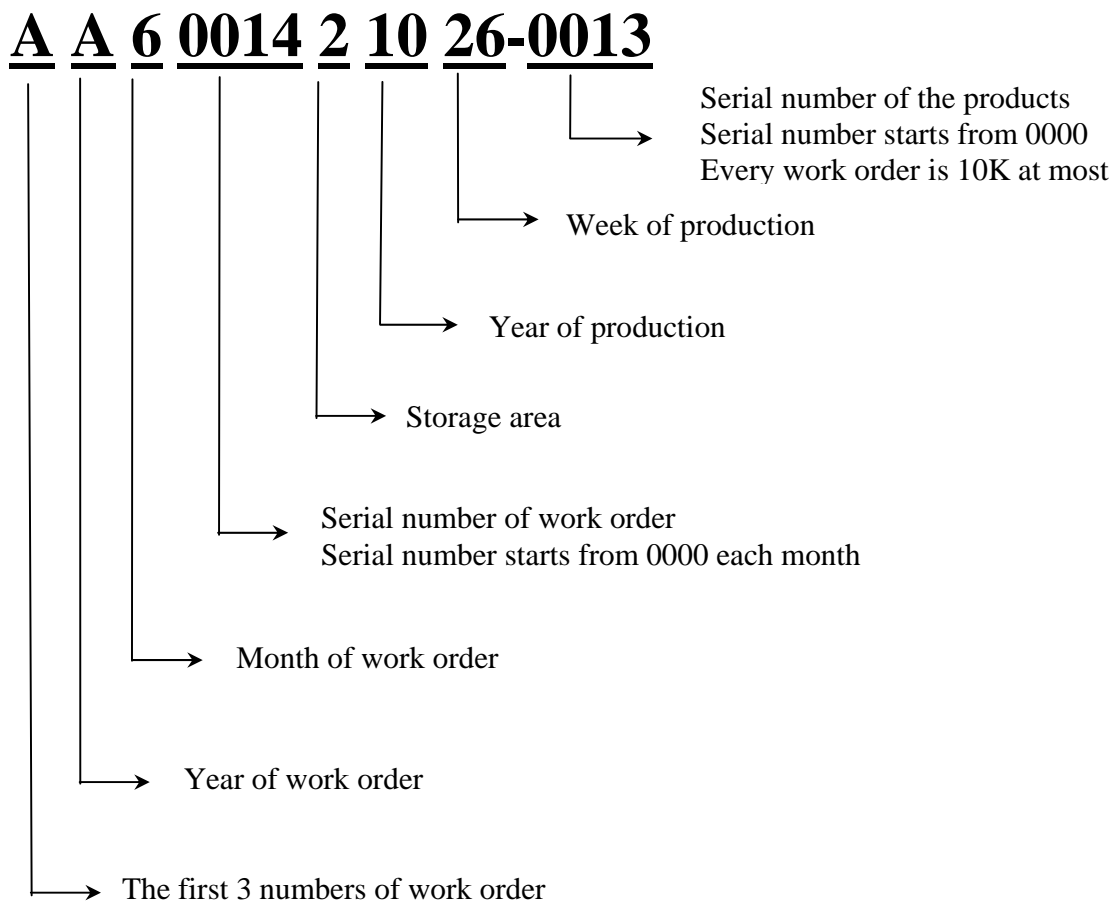 A A 6 0014 2 10 26-0013
Serial number of the products
Serial number starts from 0000
Every work order is 10K at most
Week of production
Year of production
Storage area
Serial number of work order
Serial number starts from 0000 each month
Month of work order
Year of work order
The first 3 numbers of work order